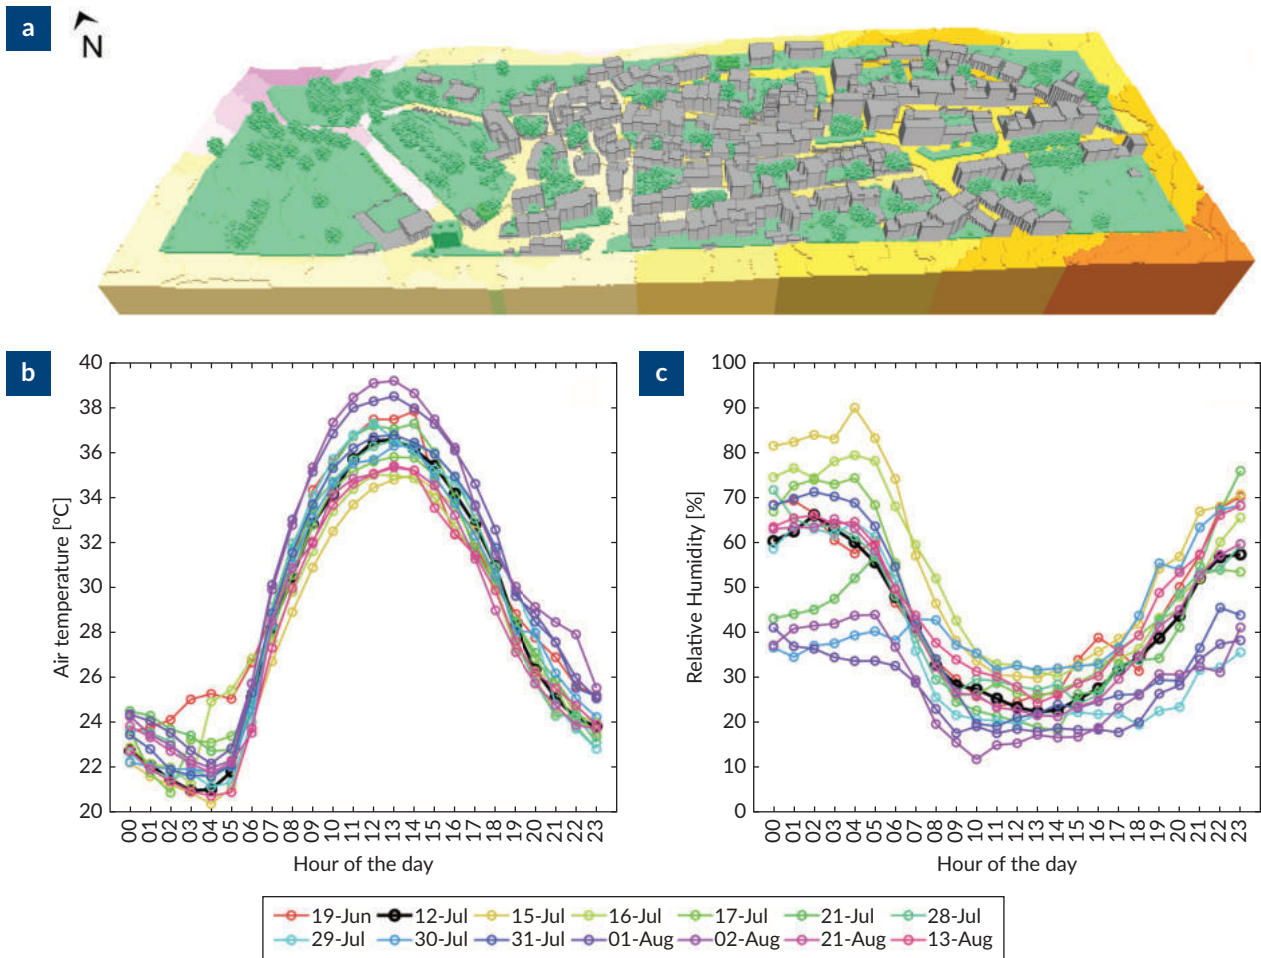 a
N
b
40
38
36
34
32
30
28
26
24
22
20
Air temperature [°C]
00 01 02 03 04 05 06 07 08 09 10 11 12 13 14 15 16 17 18 19 20 21 22 23
Hour of the day
c
100
90
80
70
60
50
40
30
20
10
0
Relative Humidity [%]
00 01 02 03 04 05 06 07 08 09 10 11 12 13 14 15 16 17 18 19 20 21 22 23
Hour of the day
19-Jun 12-Jul 15-Jul 16-Jul 17-Jul 21-Jul 28-Jul
29-Jul 30-Jul 31-Jul 01-Aug 02-Aug 21-Aug 13-Aug